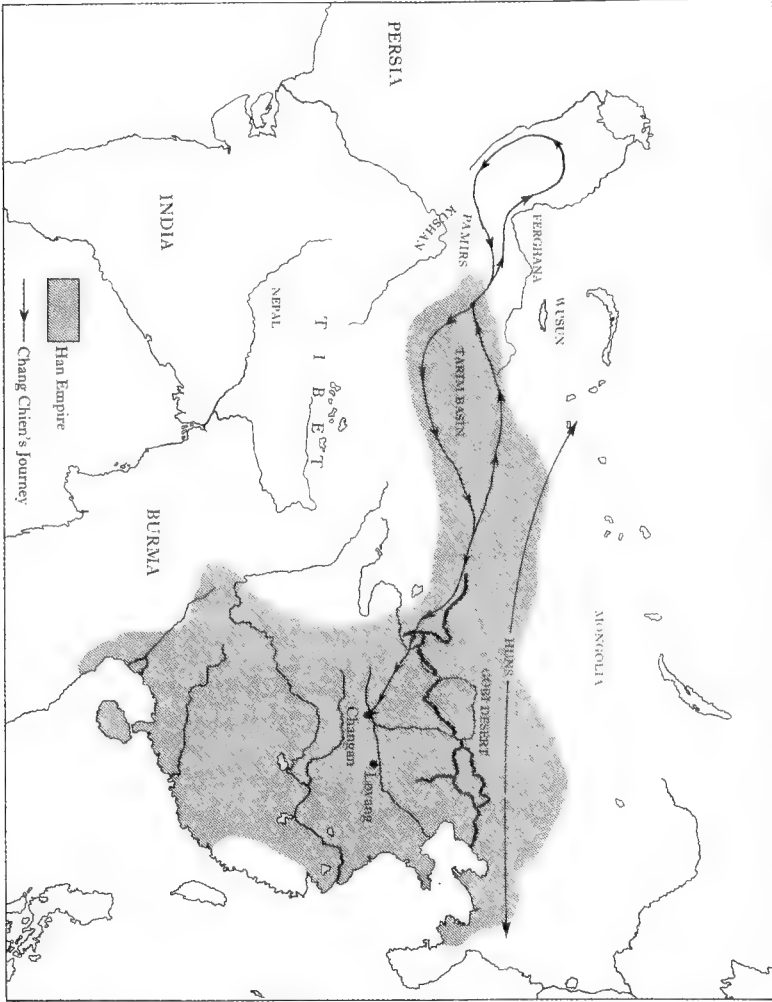 PERSIA
FERGHANA
PAMIRS
KUSHAN
WUSUN
TARIM BASIN
INDIA
NEPAL
TIBET
MONGOLIA
HUNS
GOBI DESERT
BURMA
Changan
Loyang
Han Empire
Chang Chien's Journey